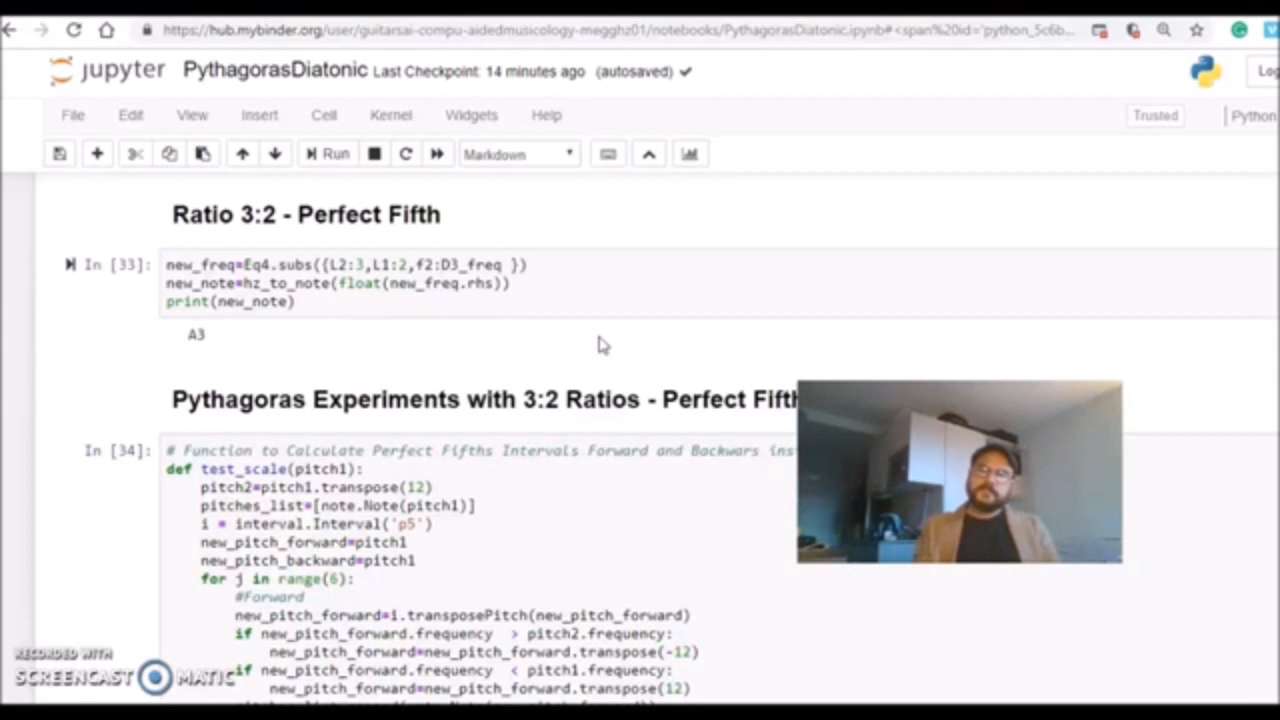 https://hub.mybinder.org/user/guitarsai-compu-aidedmusicology-megghz01/notebooks/PythagorasDiatonic.ipynb#<span%20id='python_5c6b...
jupyter PythagorasDiatonic Last Checkpoint: 14 minutes ago (autosaved)
File Edit View Insert Cell Kernel Widgets Help Trusted Python
Run Markdown
Ratio 3:2 - Perfect Fifth
In [33]: new_freq=Eq4.subs({L2:3,L1:2,f2:D3_freq })
new_note=hz_to_note(float(new_freq.rhs))
print(new_note)
A3
Pythagoras Experiments with 3:2 Ratios - Perfect Fifth
In [34]: # Function to Calculate Perfect Fifths Intervals Forward and Backwars ins
def test_scale(pitch1):
pitch2=pitch1.transpose(12)
pitches_list=[note.Note(pitch1)]
i = interval.Interval('p5')
new_pitch_forward=pitch1
new_pitch_backward=pitch1
for j in range(6):
#Forward
new_pitch_forward=i.transposePitch(new_pitch_forward)
if new_pitch_forward.frequency > pitch2.frequency:
new_pitch_forward=new_pitch_forward.transpose(-12)
if new_pitch_forward.frequency < pitch1.frequency:
new_pitch_forward=new_pitch_forward.transpose(12)
RECORDED WITH
SCREENCAST MATIC